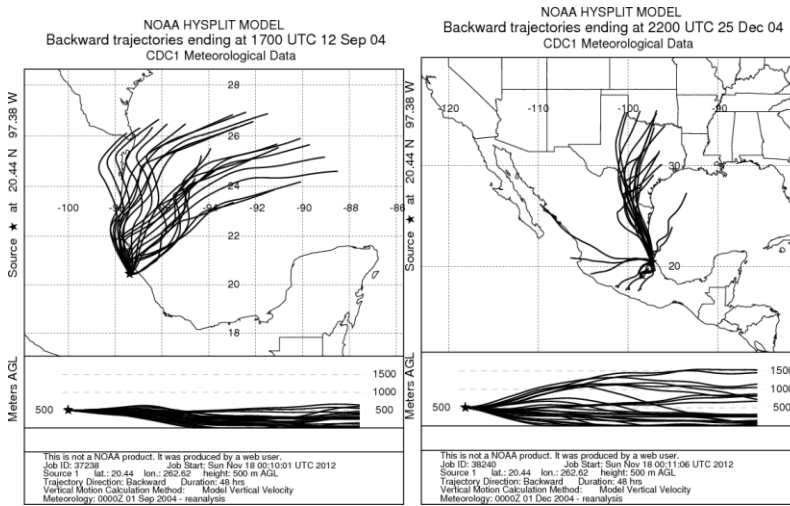 NOAA HYSPLIT MODEL
Backward trajectories ending at 1700 UTC 12 Sep 04
CDC1 Meteorological Data
Source ★ at 20.44 N 97.38 W
28
26
24
-100
-98
-96
-94
-92
-90
-88
-86
22
20
18
Meters AGL
1500
1000
500
500
This is not a NOAA product. It was produced by a web user.
Job ID: 37238 Job Start: Sun Nov 18 00:10:01 UTC 2012
Source 1 lat.: 20.44 lon.: 262.62 height: 500 m AGL
Trajectory Direction: Backward Duration: 48 hrs
Vertical Motion Calculation Method: Model Vertical Velocity
Meteorology: 0000Z 01 Sep 2004 - reanalysis
NOAA HYSPLIT MODEL
Backward trajectories ending at 2200 UTC 25 Dec 04
CDC1 Meteorological Data
Source ★ at 20.44 N 97.38 W
-120
-110
-100
-90
30
20
Meters AGL
1500
1000
500
500
This is not a NOAA product. It was produced by a web user.
Job ID: 38240 Job Start: Sun Nov 18 00:11:06 UTC 2012
Source 1 lat.: 20.44 lon.: 262.62 height: 500 m AGL
Trajectory Direction: Backward Duration: 48 hrs
Vertical Motion Calculation Method: Model Vertical Velocity
Meteorology: 0000Z 01 Dec 2004 - reanalysis